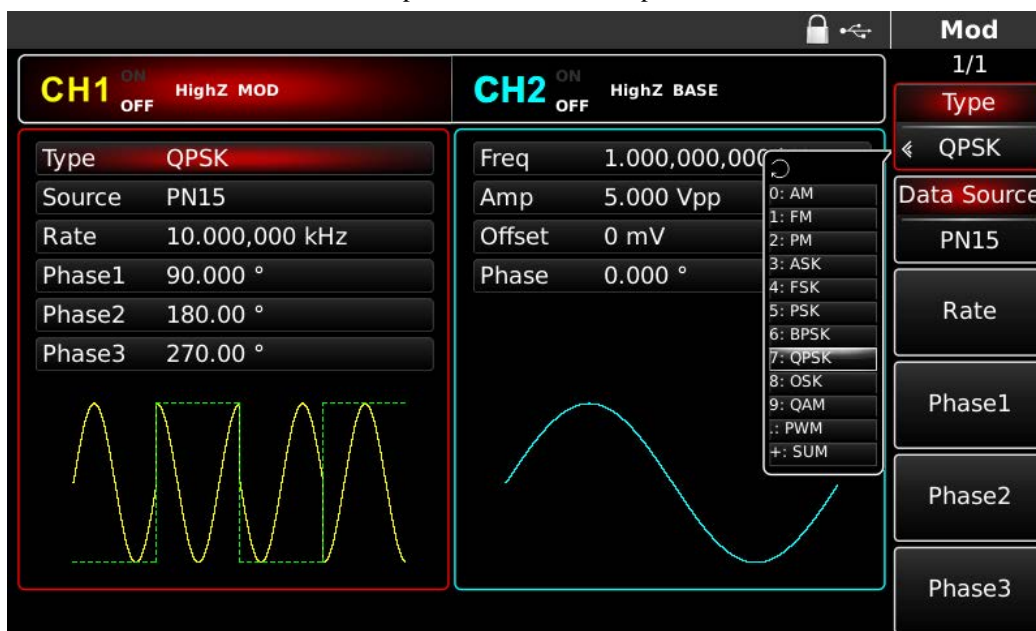 Mod
1/1
CH1 ON OFF HighZ MOD
CH2 ON OFF HighZ BASE
Type QPSK
Source PN15
Rate 10.000,000 kHz
Phase1 90.000 °
Phase2 180.00 °
Phase3 270.00 °
Freq 1.000,000,000
Amp 5.000 Vpp
Offset 0 mV
Phase 0.000 °
0: AM
1: FM
2: PM
3: ASK
4: FSK
5: PSK
6: BPSK
7: QPSK
8: OSK
9: QAM
.: PWM
+: SUM
Type
QPSK
Data Source
PN15
Rate
Phase1
Phase2
Phase3